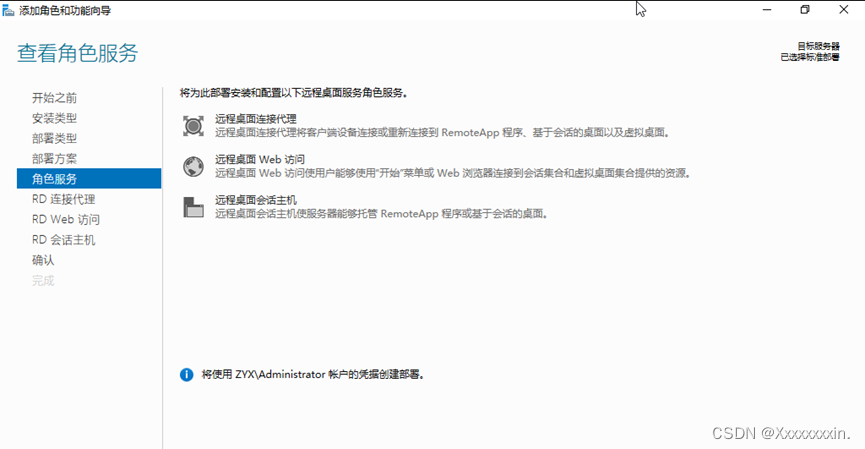 添加角色和功能向导
查看角色服务
目标服务器
已选择标准部署
开始之前
安装类型
部署类型
部署方案
角色服务
RD 连接代理
RD Web 访问
RD 会话主机
确认
完成
将为此部署安装和配置以下远程桌面服务角色服务。
远程桌面连接代理
远程桌面连接代理将客户端设备连接或重新连接到 RemoteApp 程序、基于会话的桌面以及虚拟桌面。
远程桌面 Web 访问
远程桌面 Web 访问使用户能够使用"开始"菜单或 Web 浏览器连接到会话集合和虚拟桌面集合提供的资源。
远程桌面会话主机
远程桌面会话主机使服务器能够托管 RemoteApp 程序或基于会话的桌面。
将使用 ZYX\Administrator 帐户的凭据创建部署。
CSDN @Xxxxxxxxin.